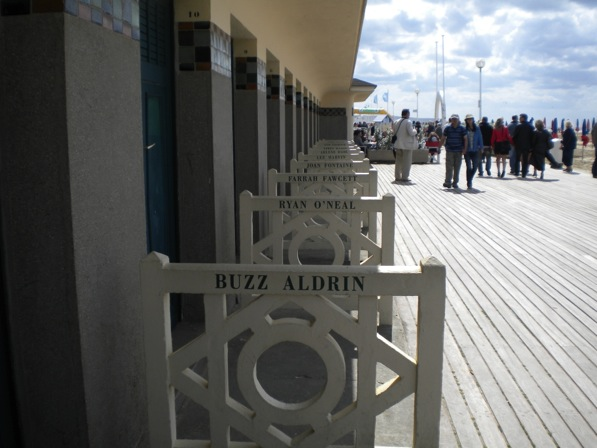 10
BUZZ ALDRIN
RYAN O'NEAL
FARRAH FAWCETT
JOAN FONTAINE